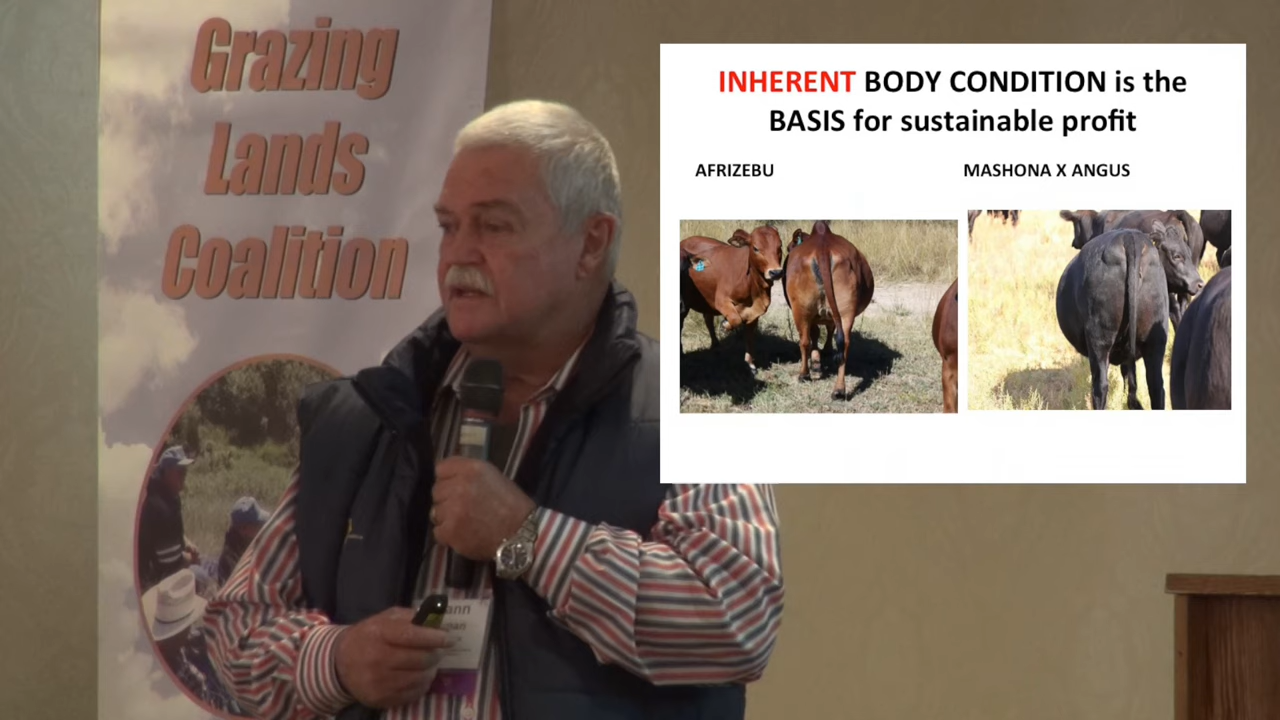 Grazing
Lands
Coalition
INHERENT BODY CONDITION is the
BASIS for sustainable profit
AFRIZEBU
MASHONA X ANGUS